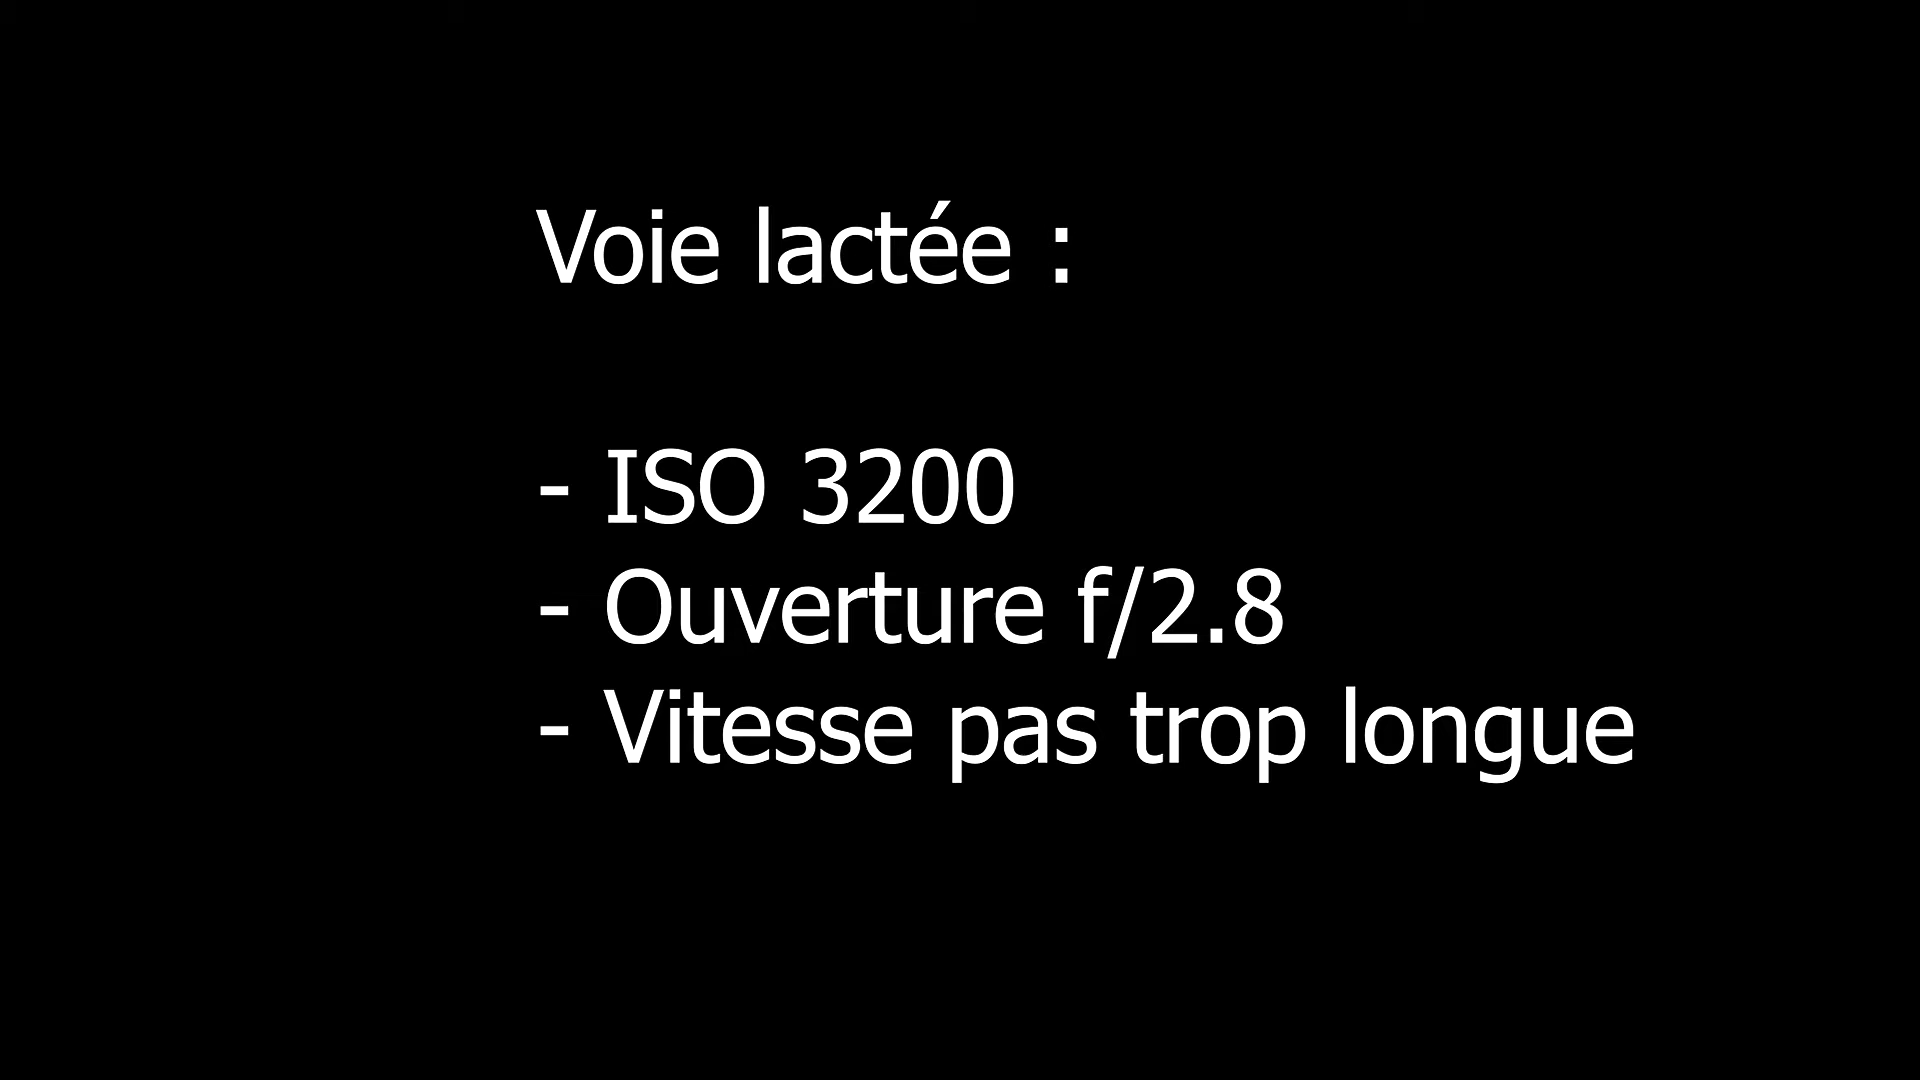 Voie lactée :
- ISO 3200
- Ouverture f/2.8
- Vitesse pas trop longue